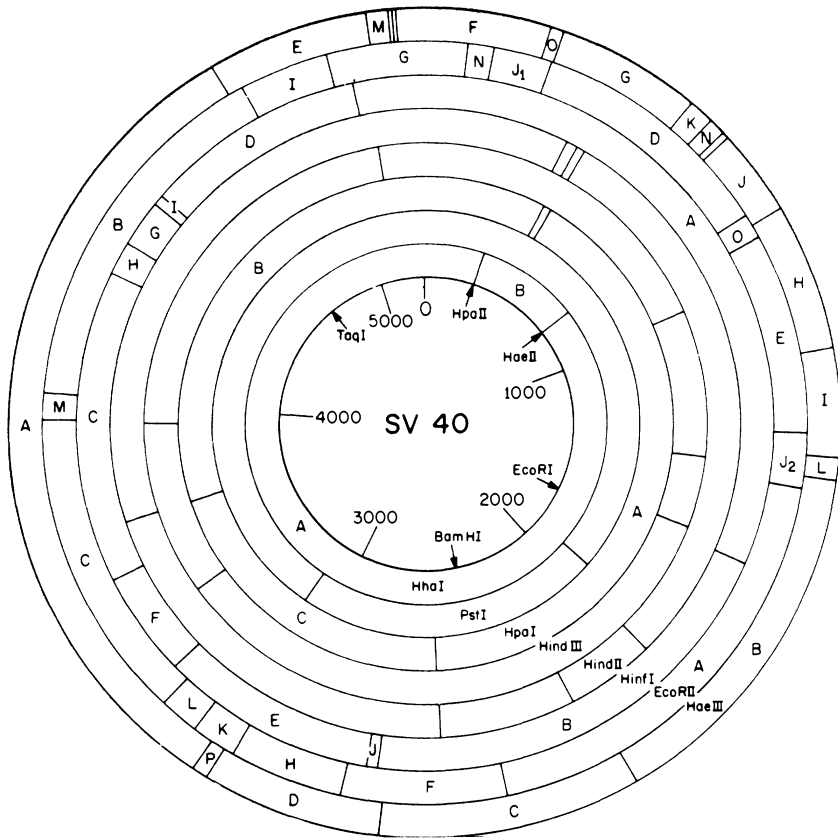 M
F
O
E
G
N
J1
G
I
K
N
D
D
J
A
O
B
I
G
H
B
H
B
HpaII
0
5000
TaqI
HaeII
E
1000
I
M
A
C
4000
SV 40
J2
L
EcoRI
2000
A
A
3000
BamHI
C
HhaI
PstI
C
F
HpaI
HindIII
B
HindII
A
HinfI
EcoRII
HaeIII
L
K
E
J
B
P
H
F
D
C